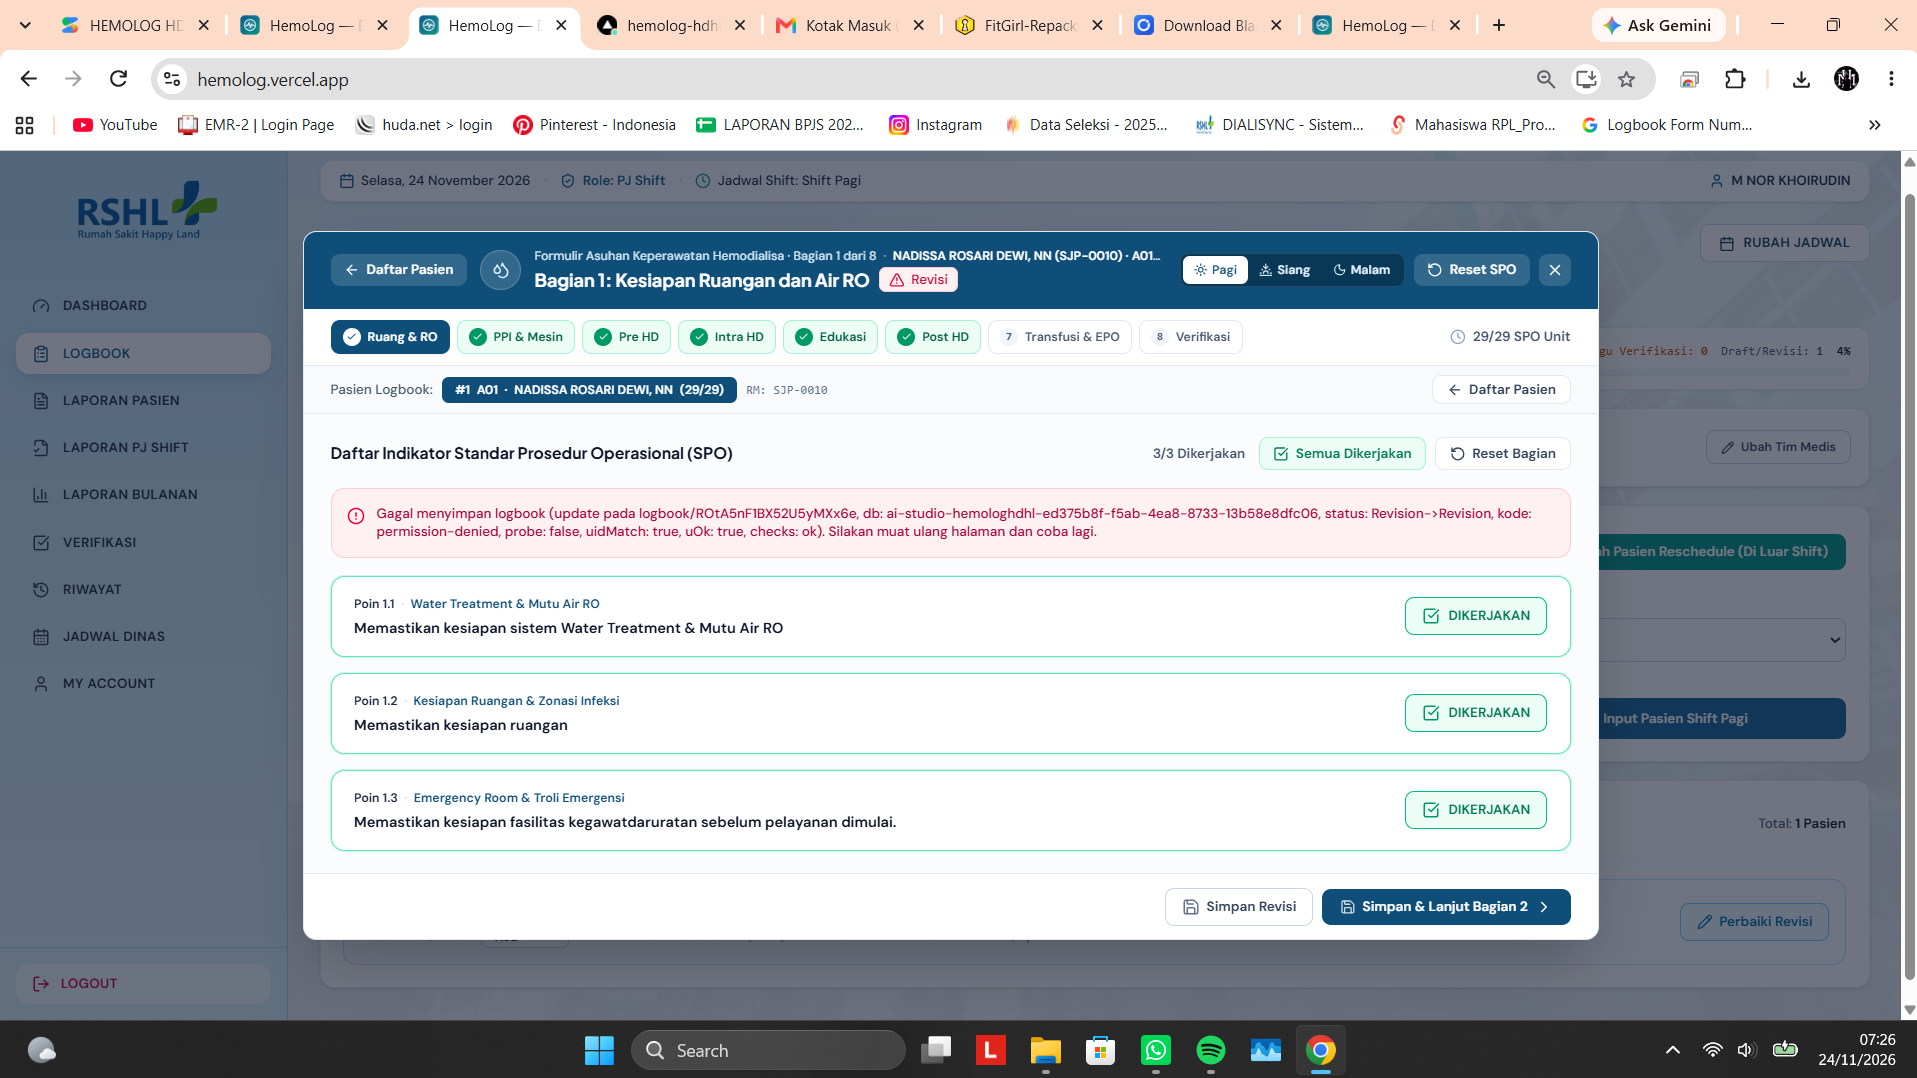 HEMOLOG HD
HemoLog — D
HemoLog — D
hemolog-hdh
Kotak Masuk
FitGirl-Repack
Download Bla
HemoLog — D
Ask Gemini
hemolog.vercel.app
YouTube
EMR-2 | Login Page
huda.net > login
Pinterest - Indonesia
LAPORAN BPJS 202...
Instagram
Data Seleksi - 2025...
DIALISYNC - Sistem...
Mahasiswa RPL_Pro...
Logbook Form Num...
RSHL
Rumah Sakit Happy Land
DASHBOARD
LOGBOOK
LAPORAN PASIEN
LAPORAN PJ SHIFT
LAPORAN BULANAN
VERIFIKASI
RIWAYAT
JADWAL DINAS
MY ACCOUNT
LOGOUT
Selasa, 24 November 2026 · Role: PJ Shift · Jadwal Shift: Shift Pagi
M NOR KHOIRUDIN
RUBAH JADWAL
Daftar Pasien
Formulir Asuhan Keperawatan Hemodialisa · Bagian 1 dari 8 · NADISSA ROSARI DEWI, NN (SJP-0010) · A01...
Bagian 1: Kesiapan Ruangan dan Air RO
Revisi
Pagi
Siang
Malam
Reset SPO
Ruang & RO
PPI & Mesin
Pre HD
Intra HD
Edukasi
Post HD
7 Transfusi & EPO
8 Verifikasi
29/29 SPO Unit
gu Verifikasi: 0 Draft/Revisi: 1 4%
Pasien Logbook:
#1 A01 · NADISSA ROSARI DEWI, NN (29/29)
RM: SJP-0010
Daftar Pasien
Daftar Indikator Standar Prosedur Operasional (SPO)
3/3 Dikerjakan
Semua Dikerjakan
Reset Bagian
Ubah Tim Medis
Gagal menyimpan logbook (update pada logbook/ROtA5nF1BX52U5yMXx6e, db: ai-studio-hemologhdhl-ed375b8f-f5ab-4ea8-8733-13b58e8dfc06, status: Revision->Revision, kode:
permission-denied, probe: false, uidMatch: true, uOk: true, checks: ok). Silakan muat ulang halaman dan coba lagi.
ah Pasien Reschedule (Di Luar Shift)
Poin 1.1 · Water Treatment & Mutu Air RO
Memastikan kesiapan sistem Water Treatment & Mutu Air RO
DIKERJAKAN
Poin 1.2 · Kesiapan Ruangan & Zonasi Infeksi
Memastikan kesiapan ruangan
DIKERJAKAN
Input Pasien Shift Pagi
Poin 1.3 · Emergency Room & Troli Emergensi
Memastikan kesiapan fasilitas kegawatdaruratan sebelum pelayanan dimulai.
DIKERJAKAN
Total: 1 Pasien
Simpan Revisi
Simpan & Lanjut Bagian 2
Perbaiki Revisi
Search
07:26
24/11/2026